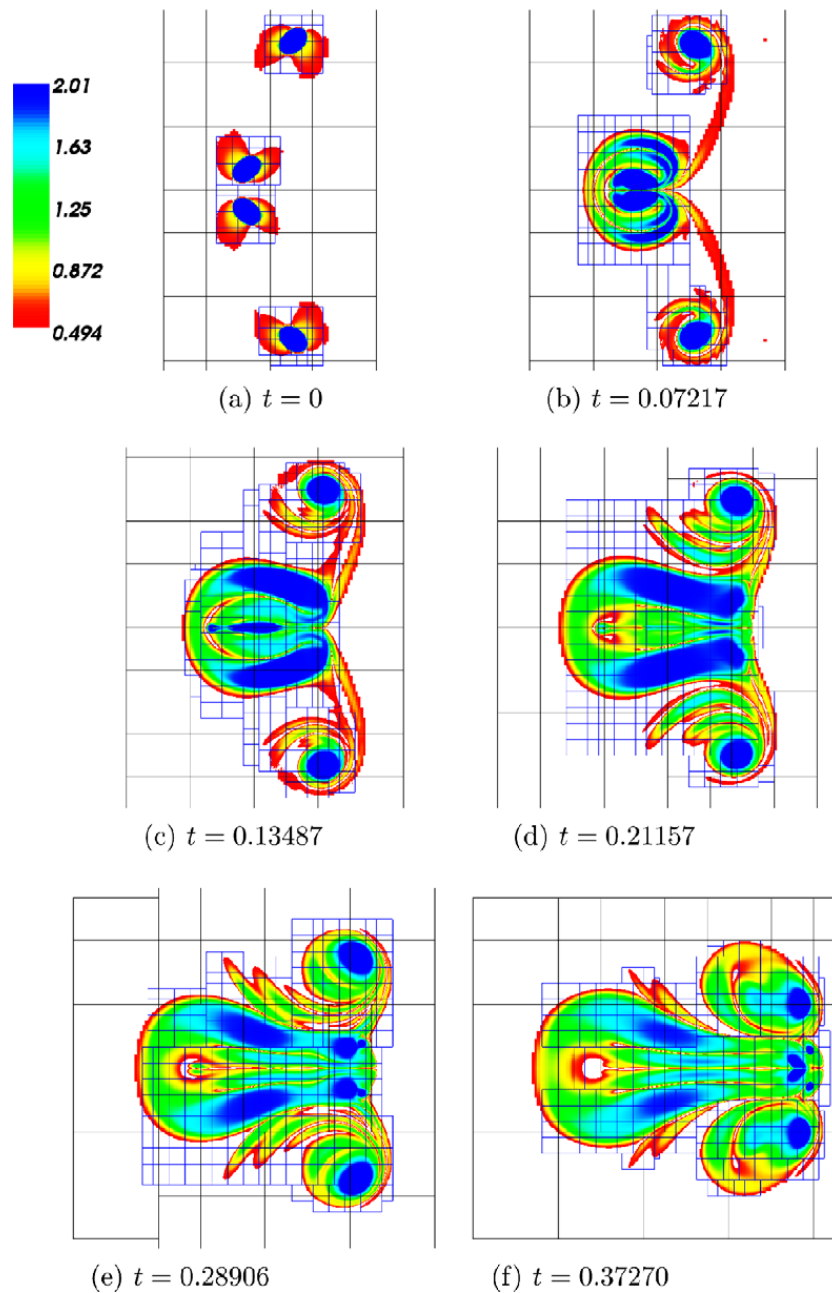 2.01
1.63
1.25
0.872
0.494
(a) t = 0
(b) t = 0.07217
(c) t = 0.13487
(d) t = 0.21157
(e) t = 0.28906
(f) t = 0.37270